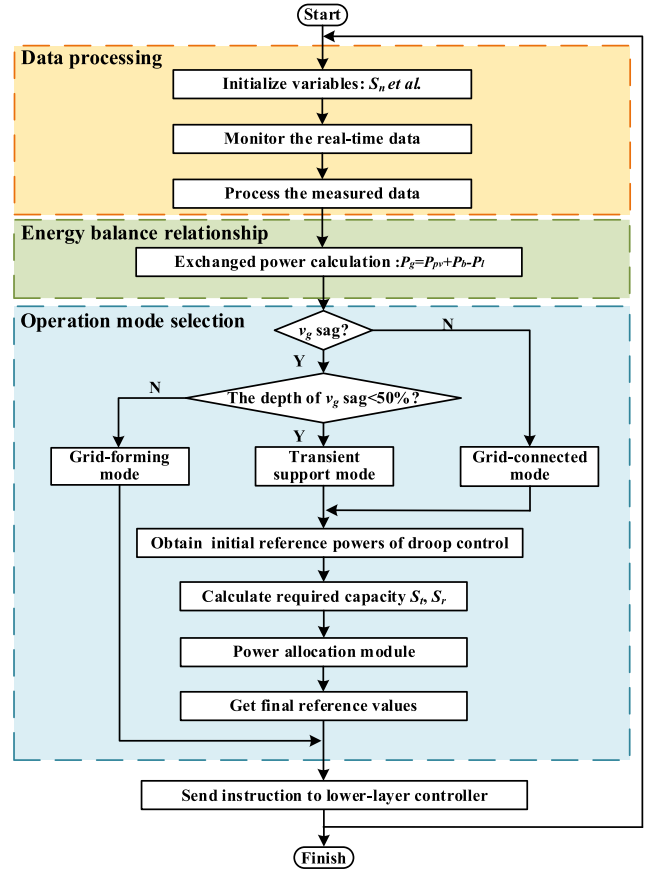 Start
Data processing
Initialize variables: Sn et al.
Monitor the real-time data
Process the measured data
Energy balance relationship
Exchanged power calculation :Pg=Ppv+Pb-Pl
Operation mode selection
vg sag?
N
Y
The depth of vg sag<50%?
N
Y
Grid-forming
mode
Transient
support mode
Grid-connected
mode
Obtain initial reference powers of droop control
Calculate required capacity St, Sr
Power allocation module
Get final reference values
Send instruction to lower-layer controller
Finish